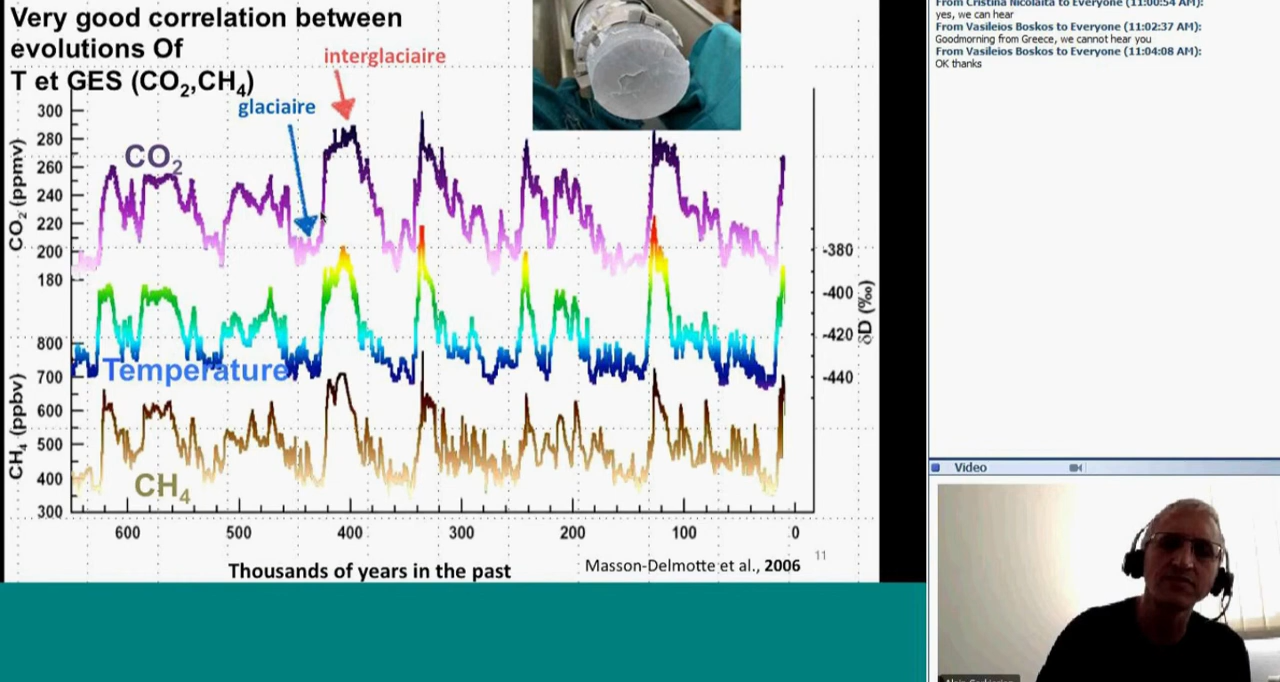 Very good correlation between
evolutions Of
T et GES (CO₂,CH₄)
interglaciaire
glaciaire
300
280
260
240
220
200
180
CO₂ (ppmv)
CO₂
-380
-400
-420
-440
δD (‰)
Temperature
800
700
600
500
400
300
CH₄ (ppbv)
CH₄
600
500
400
300
200
100
0
Thousands of years in the past
Masson-Delmotte et al., 2006
11
From Cristina Nicolaita to Everyone (11:00:54 AM):
yes, we can hear
From Vasileios Boskos to Everyone (11:02:37 AM):
Goodmorning from Greece, we cannot hear you
From Vasileios Boskos to Everyone (11:04:08 AM):
OK thanks
Video